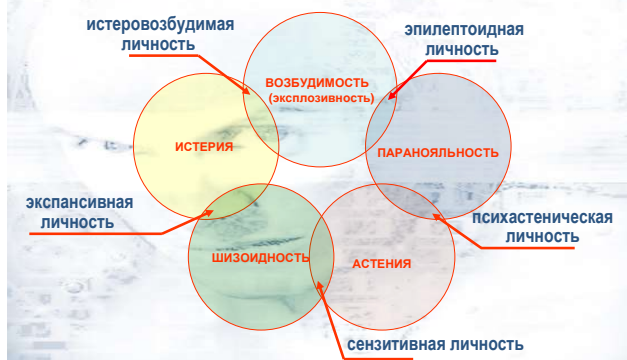 истеровозбудимая
личность
эпилептоидная
личность
ВОЗБУДИМОСТЬ
(эксплозивность)
ИСТЕРИЯ
ПАРАНОЯЛЬНОСТЬ
экспансивная
личность
психастеническая
личность
ШИЗОИДНОСТЬ
АСТЕНИЯ
сензитивная личность